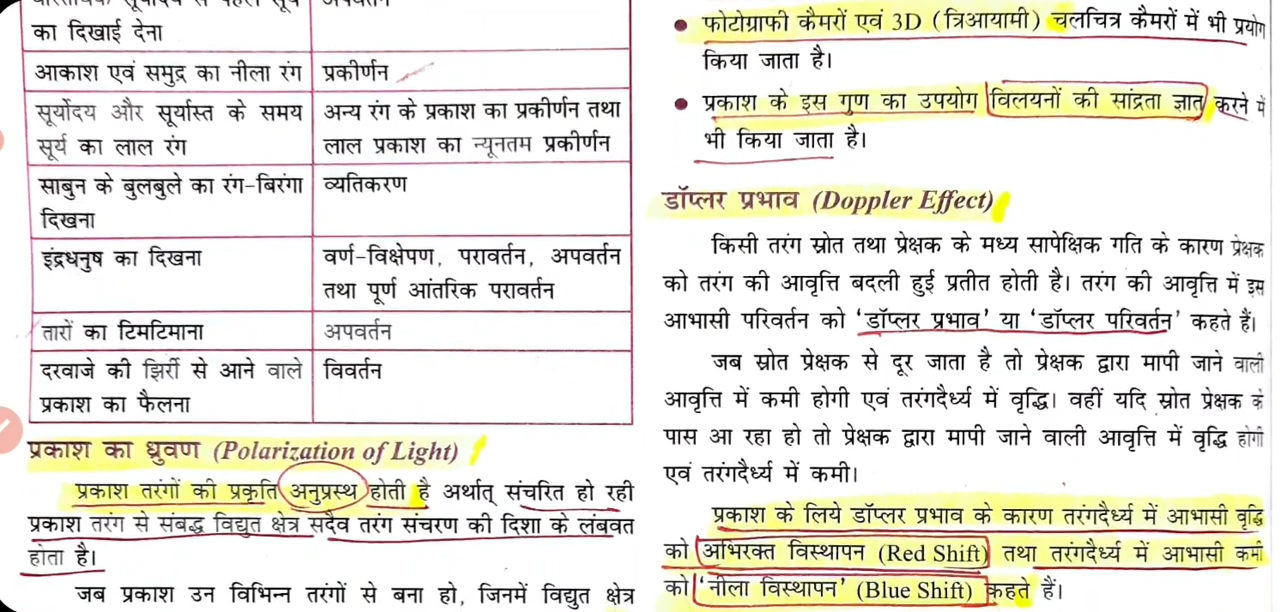 का दिखाई देना
आकाश एवं समुद्र का नीला रंग प्रकीर्णन
सूर्योदय और सूर्यास्त के समय अन्य रंग के प्रकाश का प्रकीर्णन तथा
सूर्य का लाल रंग लाल प्रकाश का न्यूनतम प्रकीर्णन
साबुन के बुलबुले का रंग-बिरंगा व्यतिकरण
दिखना
इंद्रधनुष का दिखना वर्ण-विक्षेपण, परावर्तन, अपवर्तन
तथा पूर्ण आंतरिक परावर्तन
तारों का टिमटिमाना अपवर्तन
दरवाजे की झिर्री से आने वाले विवर्तन
प्रकाश का फैलना
प्रकाश का ध्रुवण (Polarization of Light)
प्रकाश तरंगों की प्रकृति अनुप्रस्थ होती है अर्थात् संचरित हो रही
प्रकाश तरंग से संबद्ध विद्युत क्षेत्र सदैव तरंग संचरण की दिशा के लंबवत
होता है।
जब प्रकाश उन विभिन्न तरंगों से बना हो, जिनमें विद्युत क्षेत्र
● फोटोग्राफी कैमरों एवं 3D (त्रिआयामी) चलचित्र कैमरों में भी प्रयोग
किया जाता है।
● प्रकाश के इस गुण का उपयोग विलयनों की सांद्रता ज्ञात करने में
भी किया जाता है।
डॉप्लर प्रभाव (Doppler Effect)
किसी तरंग स्रोत तथा प्रेक्षक के मध्य सापेक्षिक गति के कारण प्रेक्षक
को तरंग की आवृत्ति बदली हुई प्रतीत होती है। तरंग की आवृत्ति में इस
आभासी परिवर्तन को ‘डॉप्लर प्रभाव’ या ‘डॉप्लर परिवर्तन’ कहते हैं।
जब स्रोत प्रेक्षक से दूर जाता है तो प्रेक्षक द्वारा मापी जाने वाली
आवृत्ति में कमी होगी एवं तरंगदैर्ध्य में वृद्धि। वहीं यदि स्रोत प्रेक्षक के
पास आ रहा हो तो प्रेक्षक द्वारा मापी जाने वाली आवृत्ति में वृद्धि होगी
एवं तरंगदैर्ध्य में कमी।
प्रकाश के लिये डॉप्लर प्रभाव के कारण तरंगदैर्ध्य में आभासी वृद्धि
को अभिरक्त विस्थापन (Red Shift) तथा तरंगदैर्ध्य में आभासी कमी
को ‘नीला विस्थापन’ (Blue Shift) कहते हैं।